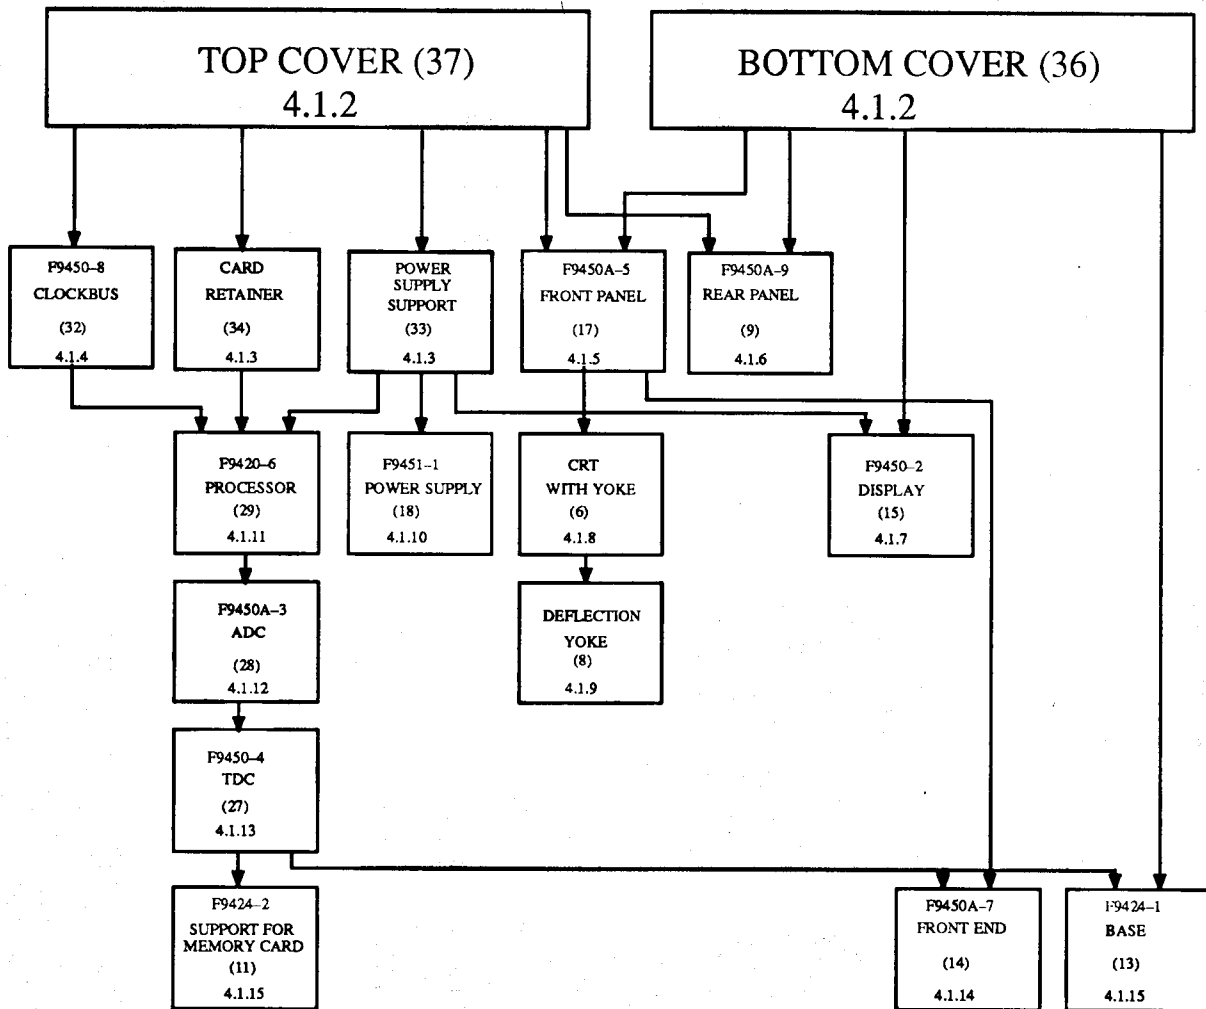 TOP COVER (37)
4.1.2
BOTTOM COVER (36)
4.1.2
F9450-8
CLOCKBUS
(32)
4.1.4
CARD
RETAINER
(34)
4.1.3
POWER
SUPPLY
SUPPORT
(33)
4.1.3
F9450A-5
FRONT PANEL
(17)
4.1.5
F9450A-9
REAR PANEL
(9)
4.1.6
F9420-6
PROCESSOR
(29)
4.1.11
F9451-1
POWER SUPPLY
(18)
4.1.10
CRT
WITH YOKE
(6)
4.1.8
F9450-2
DISPLAY
(15)
4.1.7
F9450A-3
ADC
(28)
4.1.12
DEFLECTION
YOKE
(8)
4.1.9
F9450-4
TDC
(27)
4.1.13
F9424-2
SUPPORT FOR
MEMORY CARD
(11)
4.1.15
F9450A-7
FRONT END
(14)
4.1.14
F9424-1
BASE
(13)
4.1.15